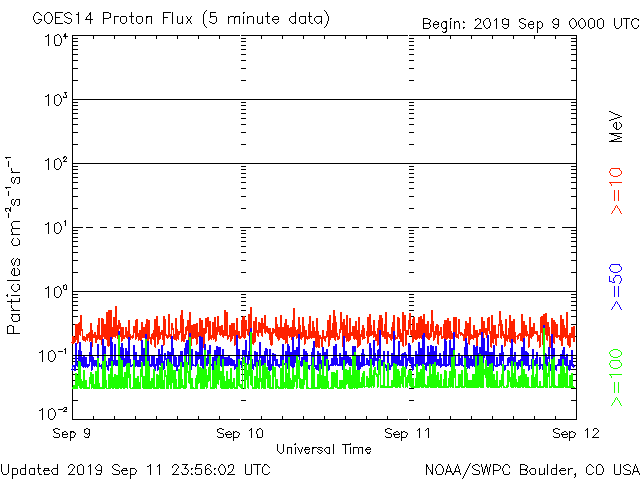 GOES14 Proton Flux (5 minute data)
Begin: 2019 Sep 9 0000 UTC
Particles cm⁻²s⁻¹sr⁻¹
10⁴
10³
10²
10¹
10⁰
10⁻¹
10⁻²
MeV
>=10
>=50
>=100
Sep 9
Sep 10
Sep 11
Sep 12
Universal Time
Updated 2019 Sep 11 23:56:02 UTC
NOAA/SWPC Boulder, CO USA